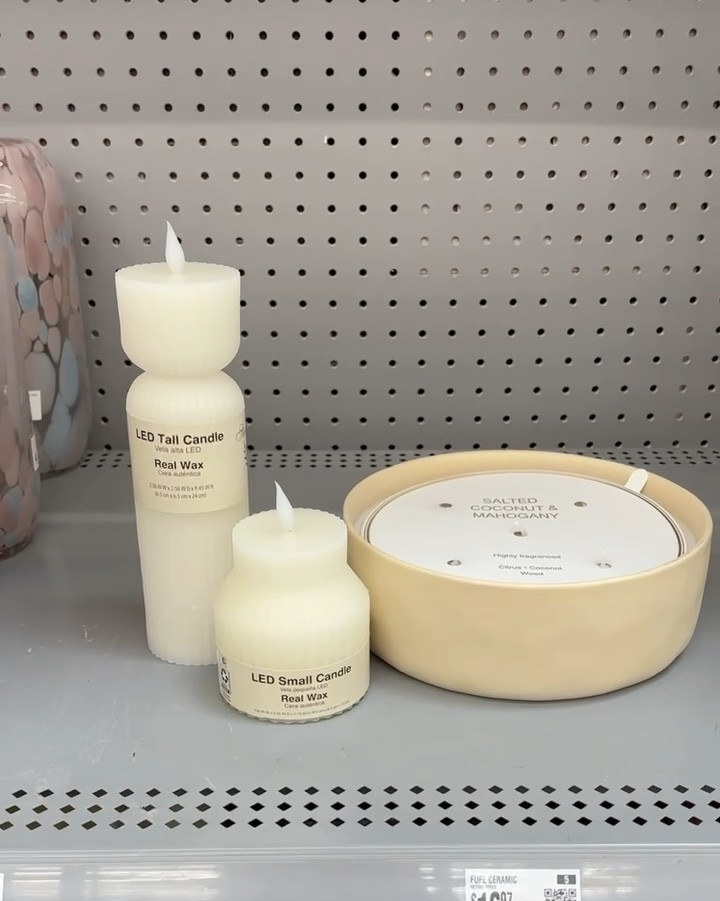 LED Tall Candle
Vela alta LED
Real Wax
Cera auténtica
LED Small Candle
Vela pequeña LED
Real Wax
Cera auténtica
SALTED
COCONUT &
MAHOGANY
Highly fragranced
Citrus • Coconut
Wood
FUFL CERAMIC
5